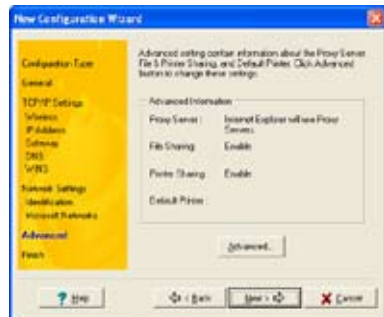 New Configuration Wizard
Configuration Type
General
TCP/IP Settings
Wireless
IP Address
Gateway
DNS
WINS
Network Settings
Identification
Microsoft Networks
Advanced
Finish
Advanced setting contain information about the Proxy Server,
File & Printer Sharing, and Default Printer. Click Advanced
button to change these settings.
Advanced Information
Proxy Server : Internet Explorer will use Proxy
Servers.
File Sharing Enable
Printer Sharing Enable
Default Printer
Advanced...
Help
< Back
Next >
Cancel